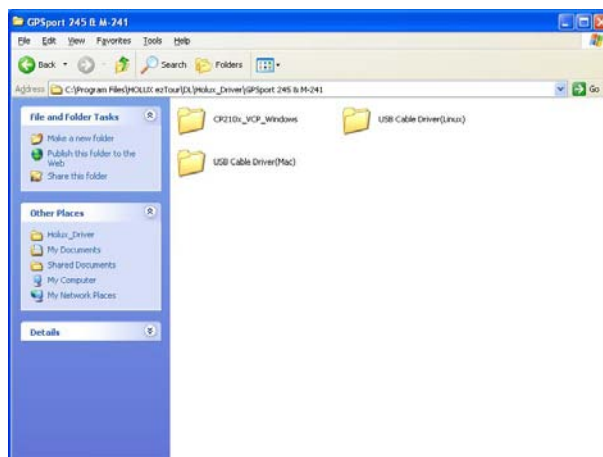 GPSport 245 & M-241
File Edit View Favorites Tools Help
Back Search Folders
Address C:\Program Files\HOLUX ezTour\DL\Holux_Driver\GPSport 245 & M-241 Go
File and Folder Tasks
Make a new folder
Publish this folder to the
Web
Share this folder
Other Places
Holux_Driver
My Documents
Shared Documents
My Computer
My Network Places
Details
CP210x_VCP_Windows
USB Cable Driver(Linux)
USB Cable Driver(Mac)